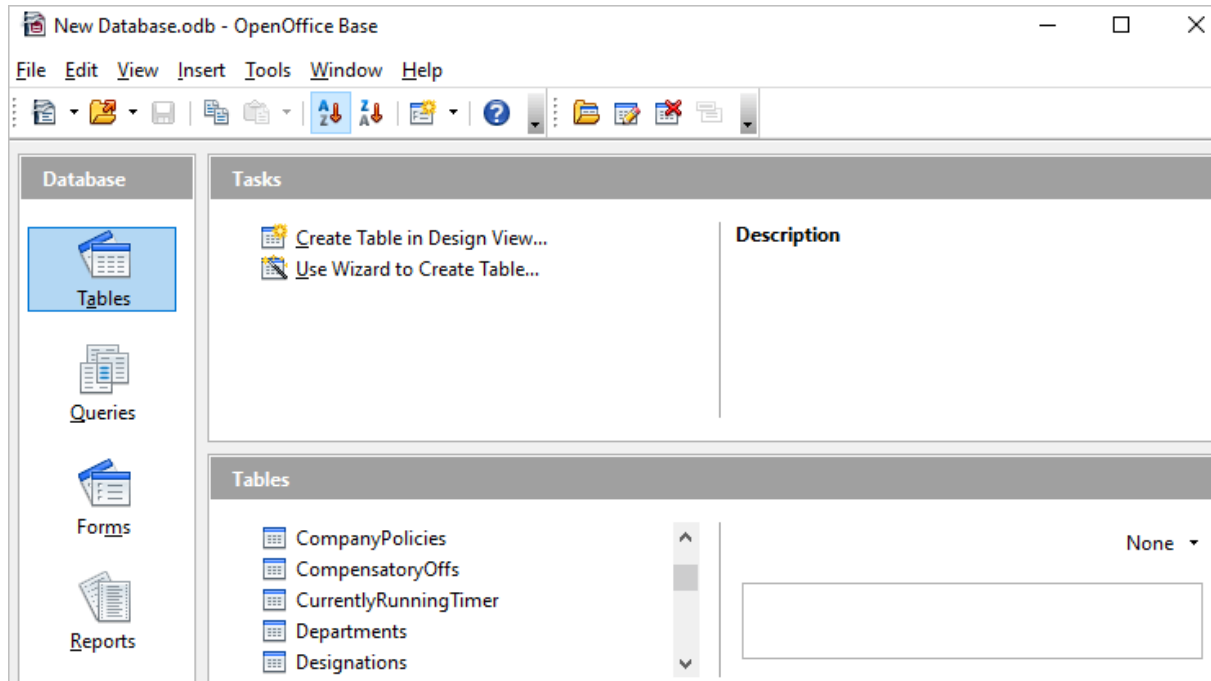 New Database.odb - OpenOffice Base
File Edit View Insert Tools Window Help
Database
Tables
Queries
Forms
Reports
Tasks
Create Table in Design View...
Use Wizard to Create Table...
Description
Tables
CompanyPolicies
CompensatoryOffs
CurrentlyRunningTimer
Departments
Designations
None